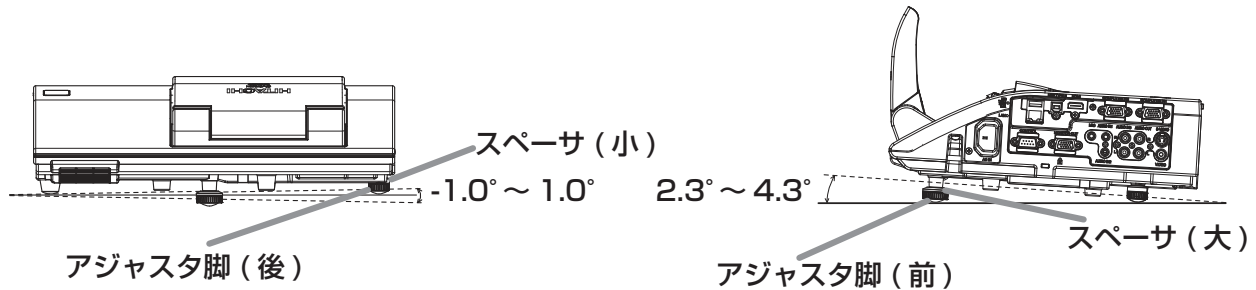 HITACHI
スペーサ ( 小 )
-1.0°～ 1.0°
アジャスタ脚 ( 後 )
2.3°～ 4.3°
スペーサ ( 大 )
アジャスタ脚 ( 前 )